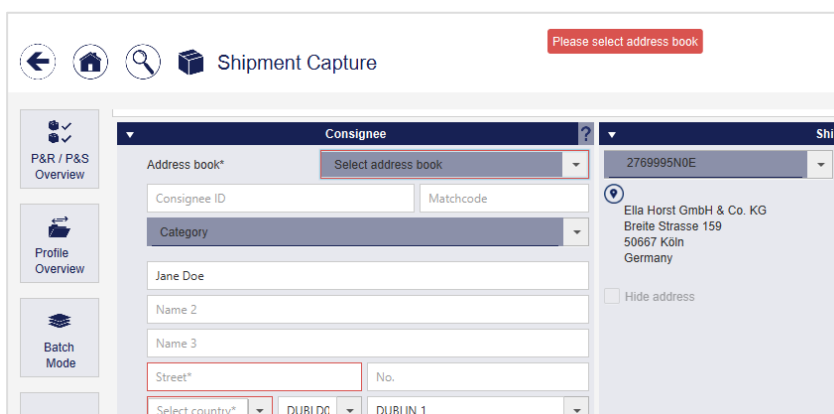 Please select address book
Shipment Capture
P&R / P&S
Overview
Profile
Overview
Batch
Mode
Consignee
?
Address book*
Select address book
Consignee ID
Matchcode
Category
Jane Doe
Name 2
Name 3
Street*
No.
Select country*
DUBLIN 1
Shi
2769995N0E
Ella Horst GmbH & Co. KG
Breite Strasse 159
50667 Köln
Germany
Hide address